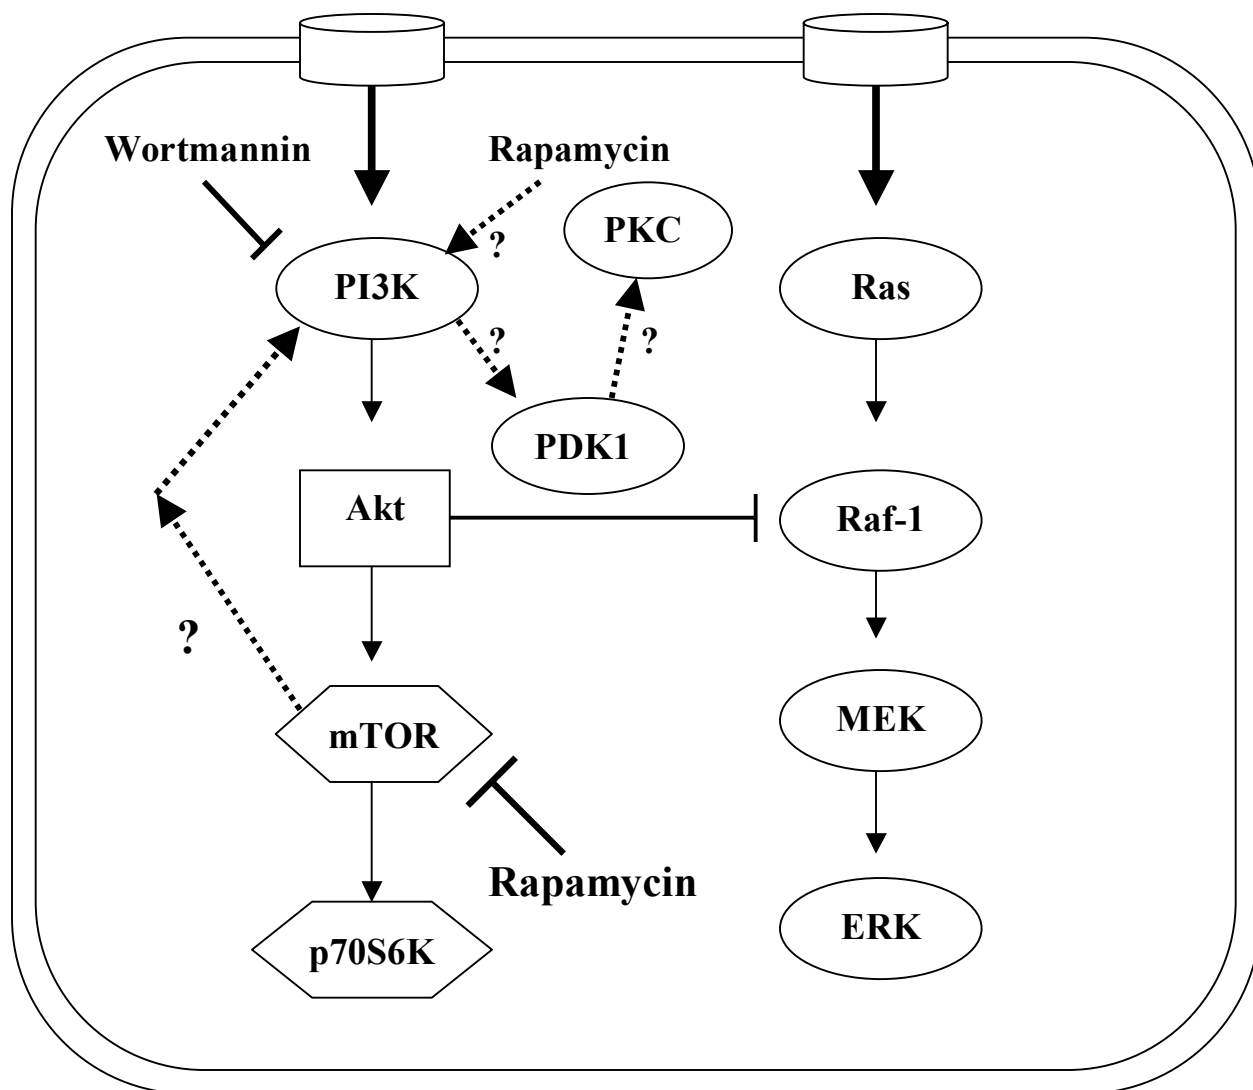 Wortmannin
Rapamycin
?
PKC
PI3K
Ras
?
?
PDK1
Akt
Raf-1
?
mTOR
MEK
Rapamycin
p70S6K
ERK